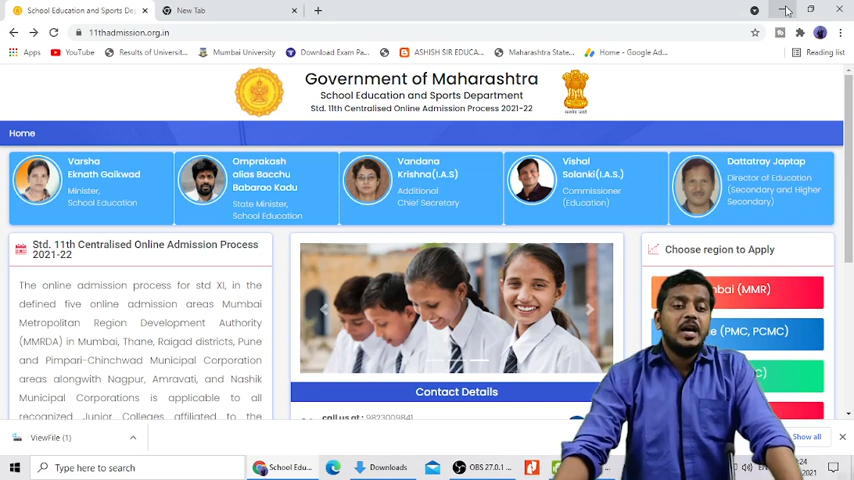 School Education and Sports De
New Tab
11thadmission.org.in
Apps
YouTube
Results of Universit...
Mumbai University
Download Exam Pa...
ASHISH SIR EDUCA...
Maharashtra State...
Home - Google Ad...
Reading list
Government of Maharashtra
School Education and Sports Department
Std. 11th Centralised Online Admission Process 2021-22
Home
Varsha
Eknath Gaikwad
Minister,
School Education
Omprakash
alias Bacchu
Babarao Kadu
State Minister,
School Education
Vandana
Krishna(I.A.S)
Additional
Chief Secretary
Vishal
Solanki(I.A.S.)
Commissioner
(Education)
Dattatray Jagtap
Director of Education
(Secondary and Higher
Secondary)
Std. 11th Centralised Online Admission Process
2021-22
The online admission process for std XI, in the
defined five online admission areas Mumbai
Metropolitan Region Development Authority
(MMRDA) in Mumbai, Thane, Raigad districts, Pune
and Pimpari-Chinchwad Municipal Corporation
areas alongwith Nagpur, Amravati, and Nashik
Municipal Corporations is applicable to all
recognized Junior Colleges affiliated to the
Contact Details
call us at : 9823009841
Choose region to Apply
bai (MMR)
e (PMC, PCMC)
C)
ViewFile (1)
Show all
Type here to search
School Edu...
Downloads
OBS 27.0.1 ...